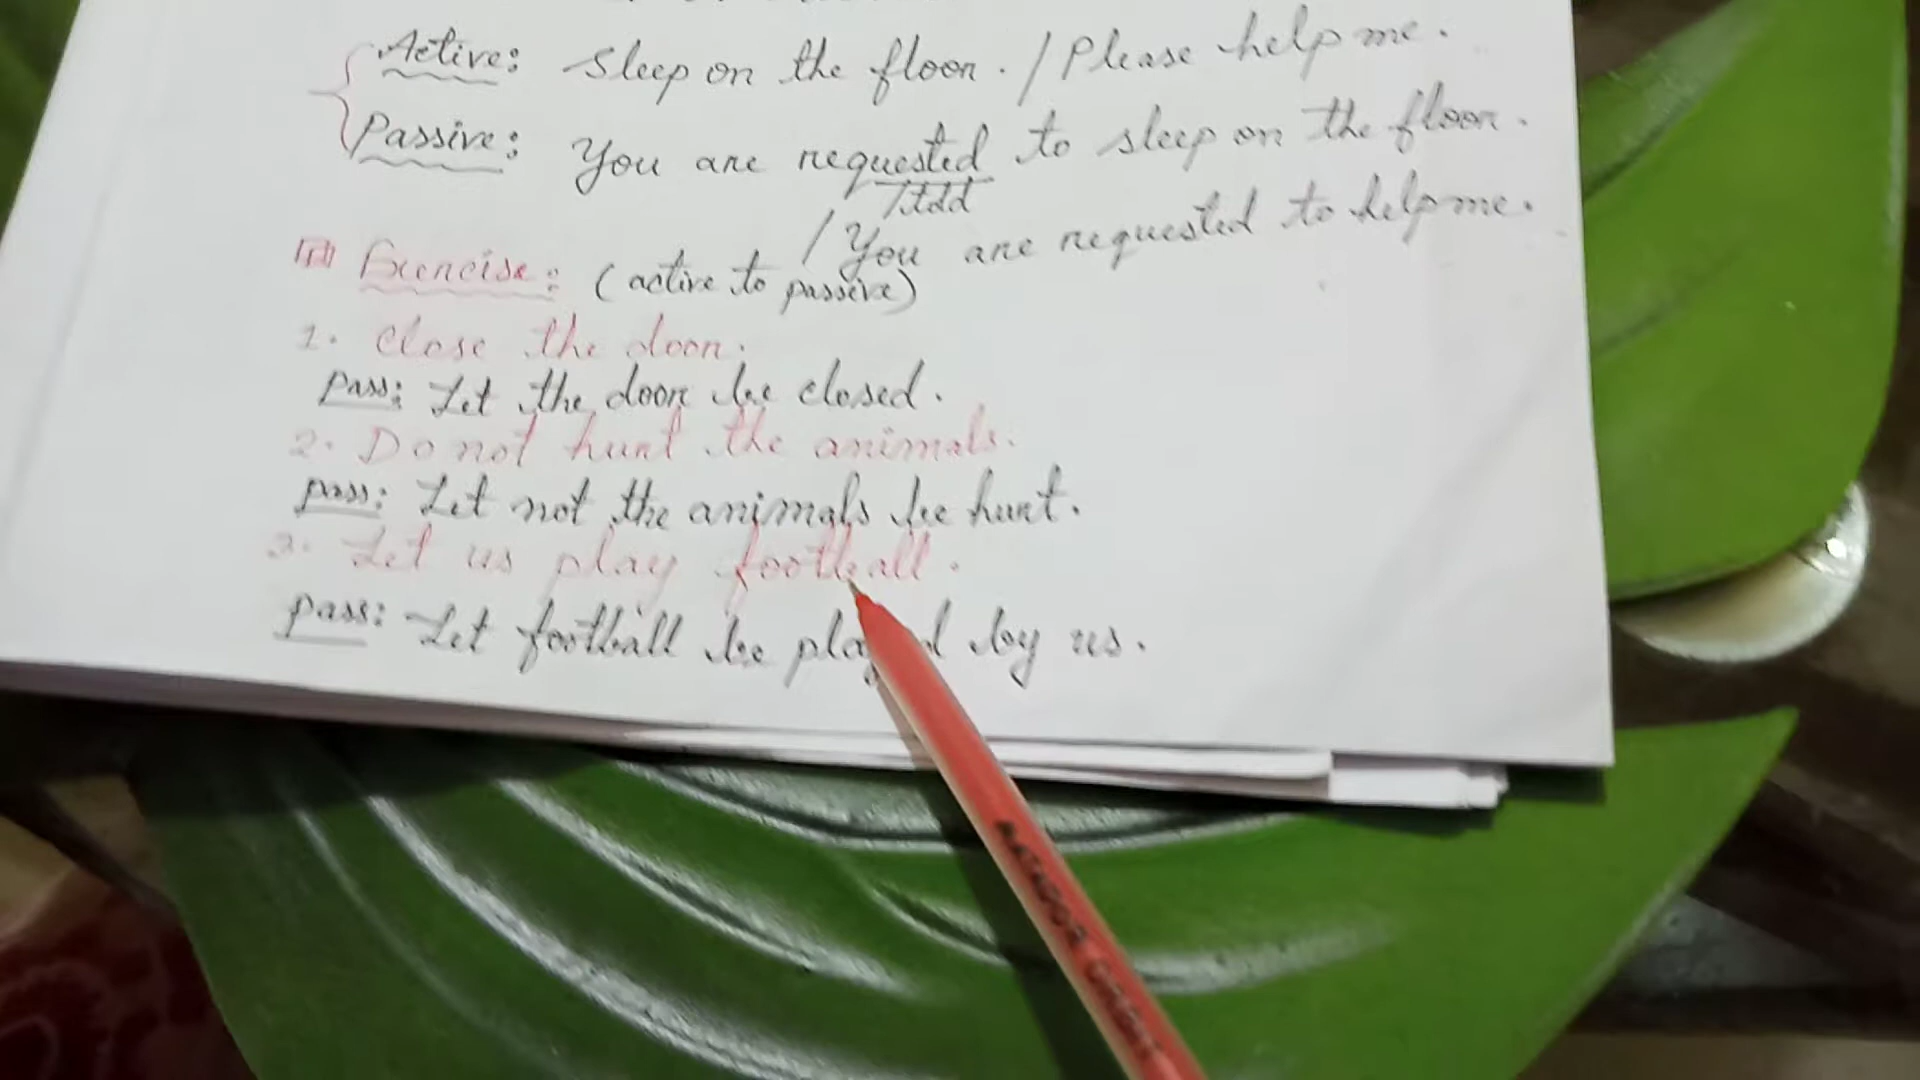 Active: Sleep on the floor. / Please help me.
Passive: You are requested to sleep on the floor.
/ You are requested to help me.
Exercise: (active to passive)
1. Close the door.
Pass: Let the door be closed.
2. Do not hunt the animals.
Pass: Let not the animals be hunt.
3. Let us play football.
Pass: Let football be played by us.
MATADOR